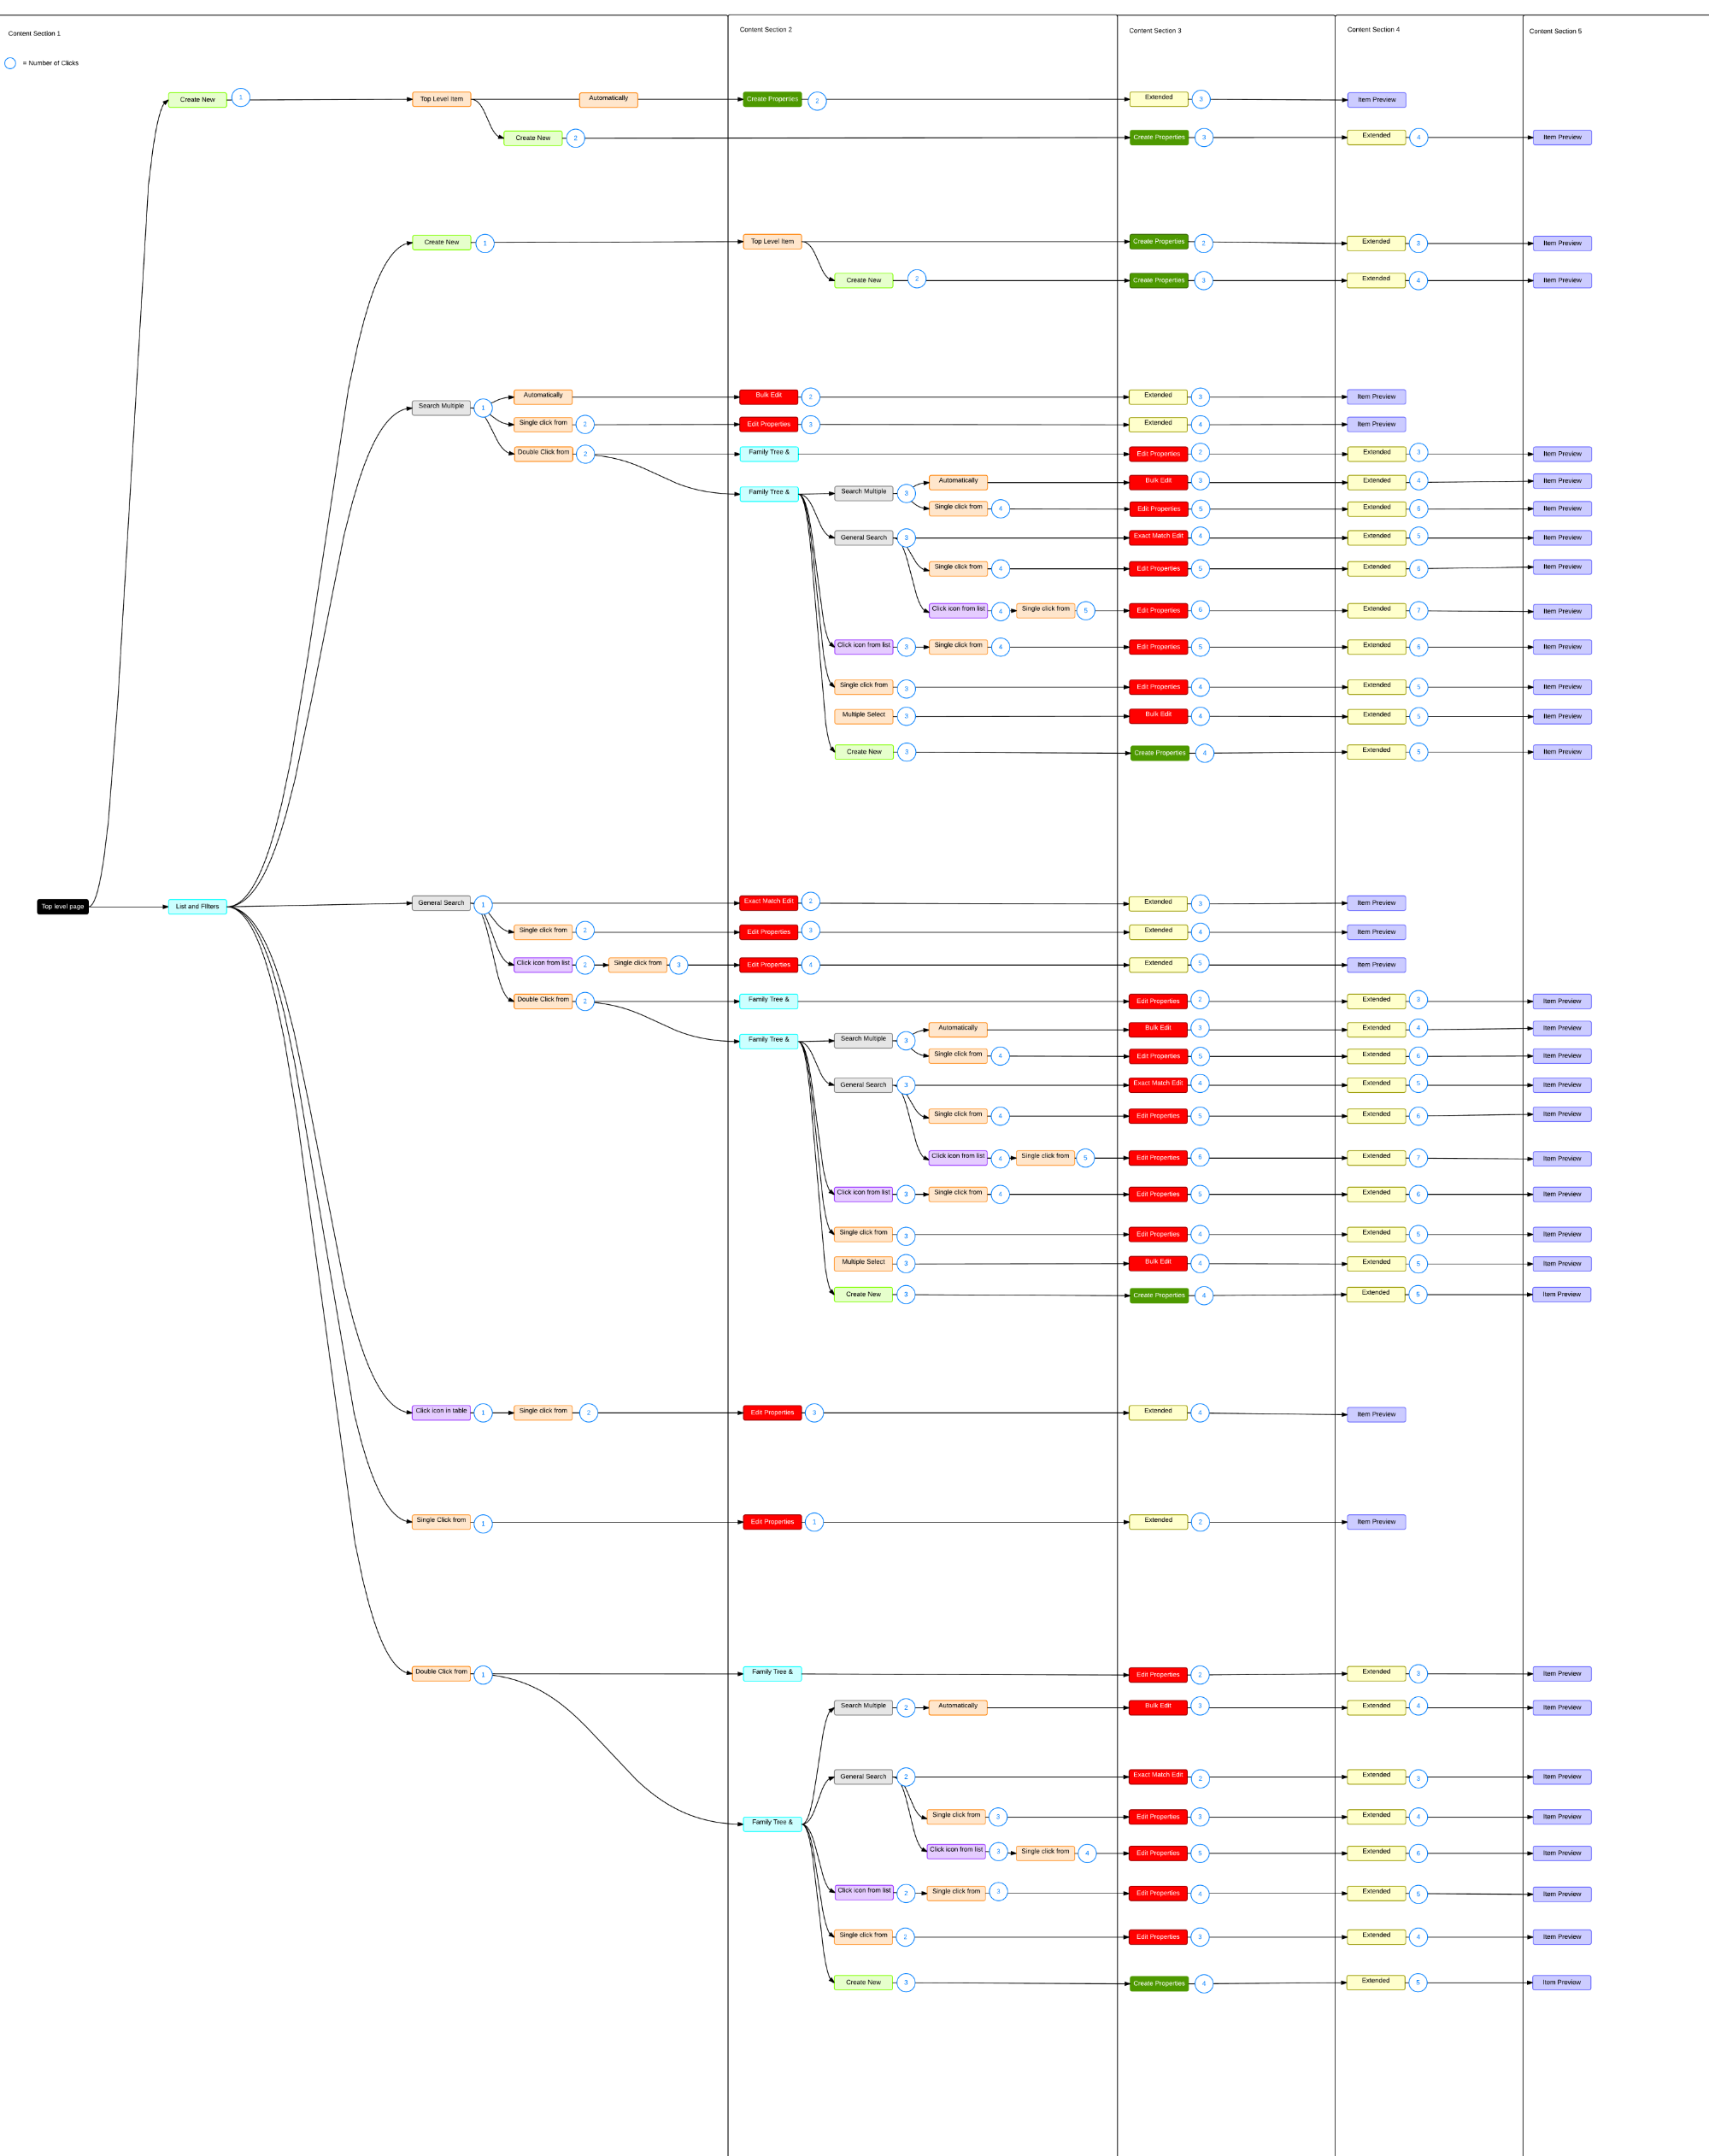 Content Section 1
Content Section 2
Content Section 3
Content Section 4
Content Section 5
= Number of Clicks
Create New 1 Top Level Item Automatically Create Properties 2 Extended 3 Item Preview
Create New 2 Create Properties 3 Extended 4 Item Preview
Create New 1 Top Level Item Create Properties 2 Extended 3 Item Preview
Create New 2 Create Properties 3 Extended 4 Item Preview
Automatically Bulk Edit 2 Extended 3 Item Preview
Search Multiple 1
Single click from 2 Edit Properties 3 Extended 4 Item Preview
Double Click from 2 Family Tree & Edit Properties 2 Extended 3 Item Preview
Automatically Bulk Edit 3 Extended 4 Item Preview
Family Tree & Search Multiple 3
Single click from 4 Edit Properties 5 Extended 6 Item Preview
General Search 3 Exact Match Edit 4 Extended 5 Item Preview
Single click from 4 Edit Properties 5 Extended 6 Item Preview
Click icon from list 4 Single click from 5 Edit Properties 6 Extended 7 Item Preview
Click icon from list 3 Single click from 4 Edit Properties 5 Extended 6 Item Preview
Single click from 3 Edit Properties 4 Extended 5 Item Preview
Multiple Select 3 Bulk Edit 4 Extended 5 Item Preview
Create New 3 Create Properties 4 Extended 5 Item Preview
Top level page List and Filters General Search 1 Exact Match Edit 2 Extended 3 Item Preview
Single click from 2 Edit Properties 3 Extended 4 Item Preview
Click icon from list 2 Single click from 3 Edit Properties 4 Extended 5 Item Preview
Double Click from 2 Family Tree & Edit Properties 2 Extended 3 Item Preview
Automatically Bulk Edit 3 Extended 4 Item Preview
Family Tree & Search Multiple 3
Single click from 4 Edit Properties 5 Extended 6 Item Preview
General Search 3 Exact Match Edit 4 Extended 5 Item Preview
Single click from 4 Edit Properties 5 Extended 6 Item Preview
Click icon from list 4 Single click from 5 Edit Properties 6 Extended 7 Item Preview
Click icon from list 3 Single click from 4 Edit Properties 5 Extended 6 Item Preview
Single click from 3 Edit Properties 4 Extended 5 Item Preview
Multiple Select 3 Bulk Edit 4 Extended 5 Item Preview
Create New 3 Create Properties 4 Extended 5 Item Preview
Click icon in table 1 Single click from 2 Edit Properties 3 Extended 4 Item Preview
Single Click from 1 Edit Properties 1 Extended 2 Item Preview
Double Click from 1 Family Tree & Edit Properties 2 Extended 3 Item Preview
Search Multiple 2 Automatically Bulk Edit 3 Extended 4 Item Preview
General Search 2 Exact Match Edit 2 Extended 3 Item Preview
Family Tree & Single click from 3 Edit Properties 3 Extended 4 Item Preview
Click icon from list 3 Single click from 4 Edit Properties 5 Extended 6 Item Preview
Click icon from list 2 Single click from 3 Edit Properties 4 Extended 5 Item Preview
Single click from 2 Edit Properties 3 Extended 4 Item Preview
Create New 3 Create Properties 4 Extended 5 Item Preview